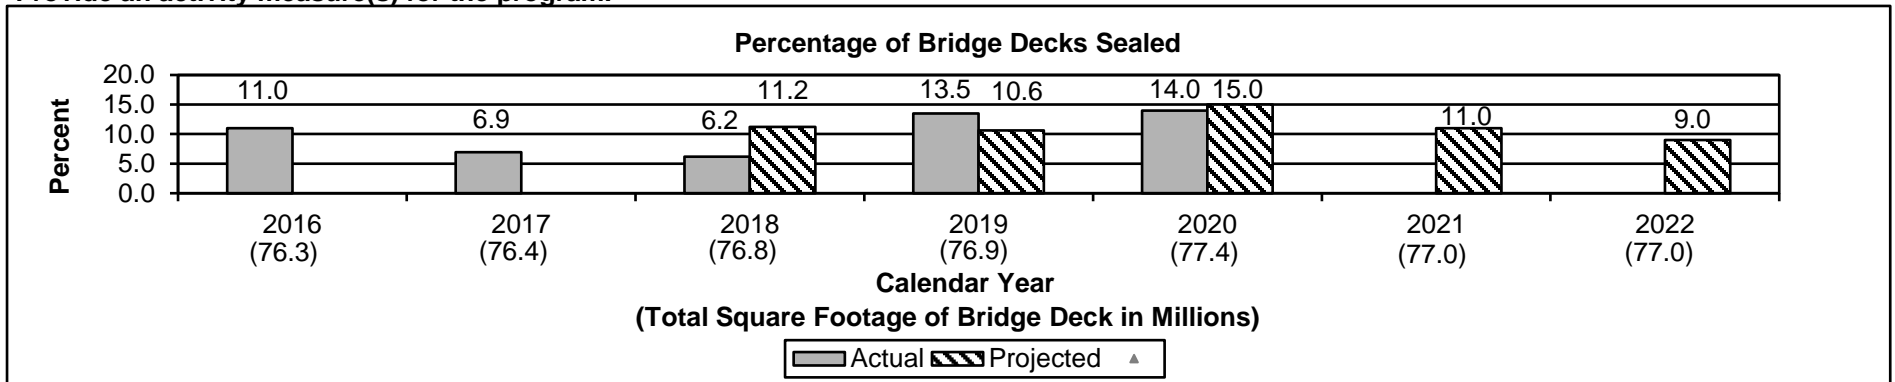 Provide an activity measure(s) for the program.
Percentage of Bridge Decks Sealed
Percent
20.0
15.0
10.0
5.0
0.0
11.0
6.9
6.2 11.2
13.5 10.6
14.0 15.0
11.0
9.0
2016 2017 2018 2019 2020 2021 2022
(76.3) (76.4) (76.8) (76.9) (77.4) (77.0) (77.0)
Calendar Year
(Total Square Footage of Bridge Deck in Millions)
Actual Projected